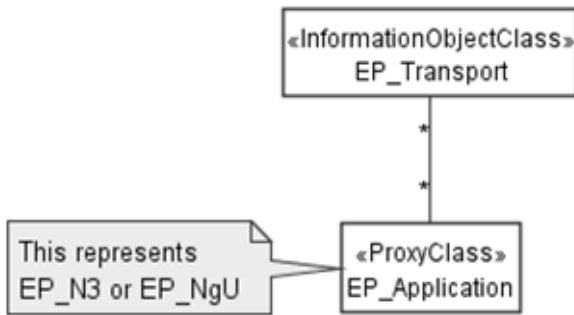 «InformationObjectClass»
EP_Transport
*
*
This represents
EP_N3 or EP_NgU
«ProxyClass»
EP_Application